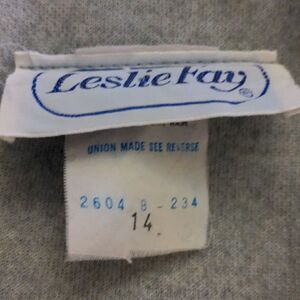 Leslie Fay®
UNION MADE SEE REVERSE
2604 8 - 234
14